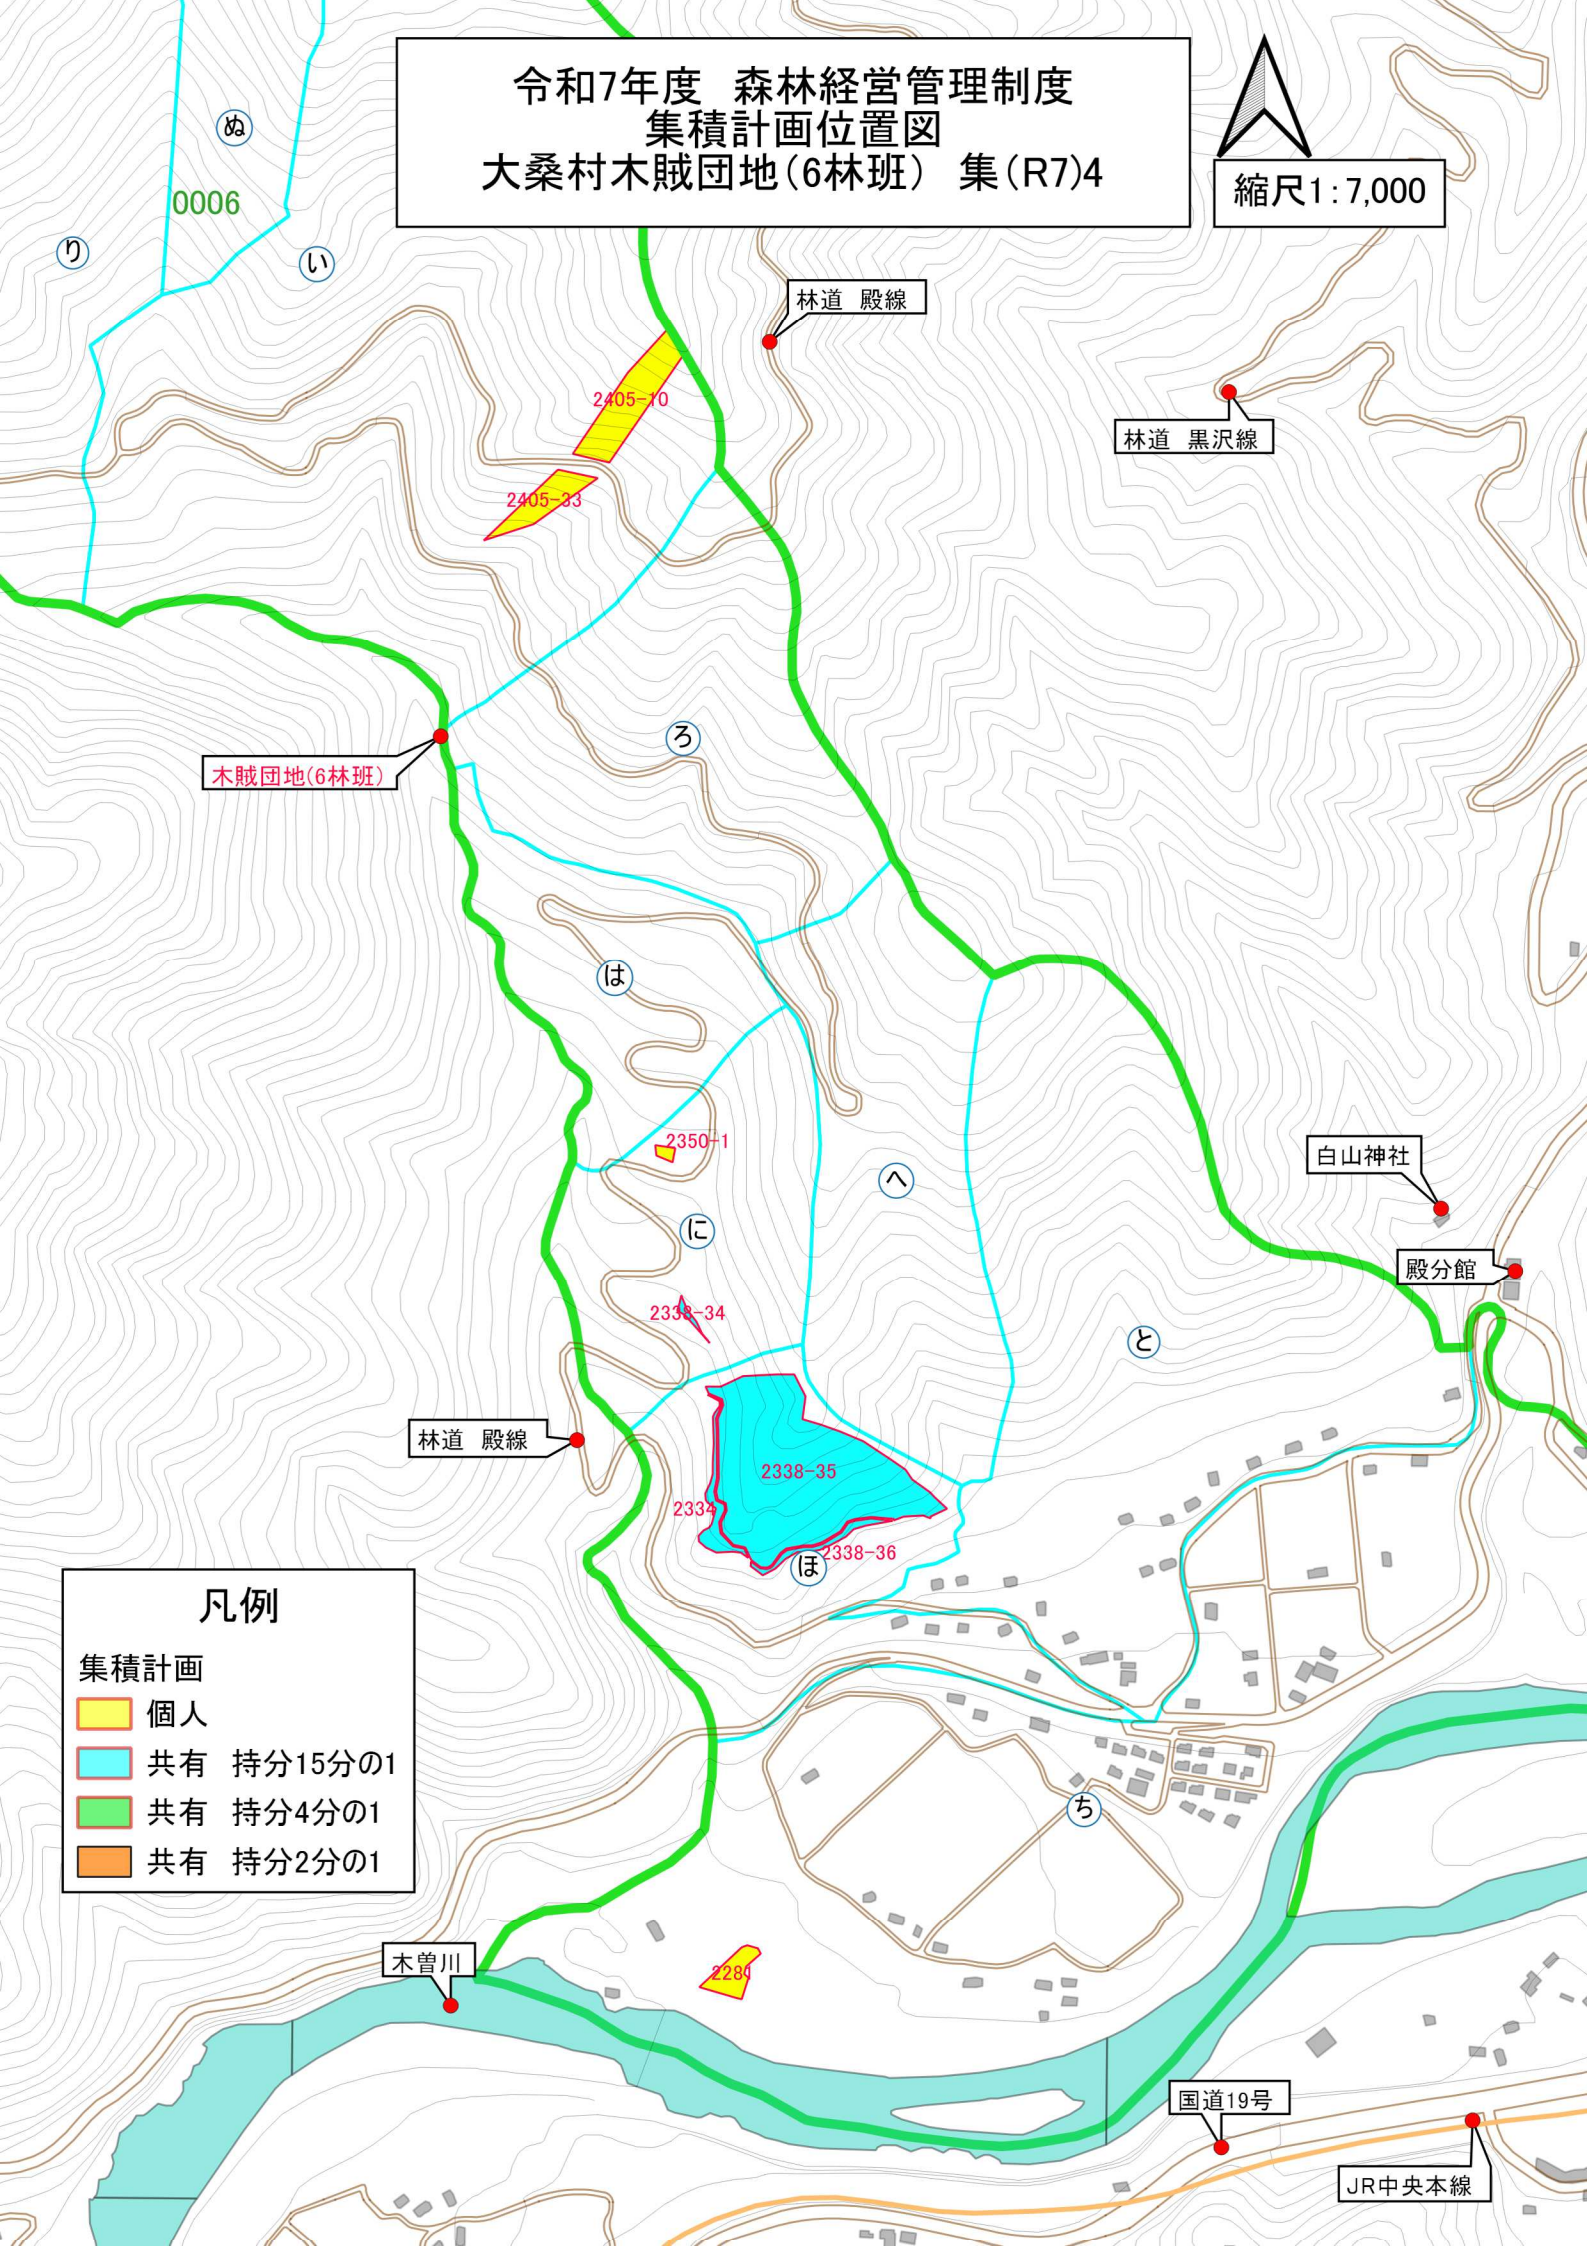 令和7年度 森林経営管理制度
集積計画位置図
大桑村木賊団地(6林班) 集(R7)4
縮尺1:7,000
ぬ
0006
り
い
林道 殿線
2405-10
林道 黒沢線
2405-33
ろ
木賊団地(6林班)
は
2350-1
白山神社
へ
に
殿分館
2338-34
と
林道 殿線
2338-35
2334
2338-36
ほ
凡例
集積計画
個人
共有 持分15分の1
共有 持分4分の1
共有 持分2分の1
ち
木曽川
2281
国道19号
JR中央本線